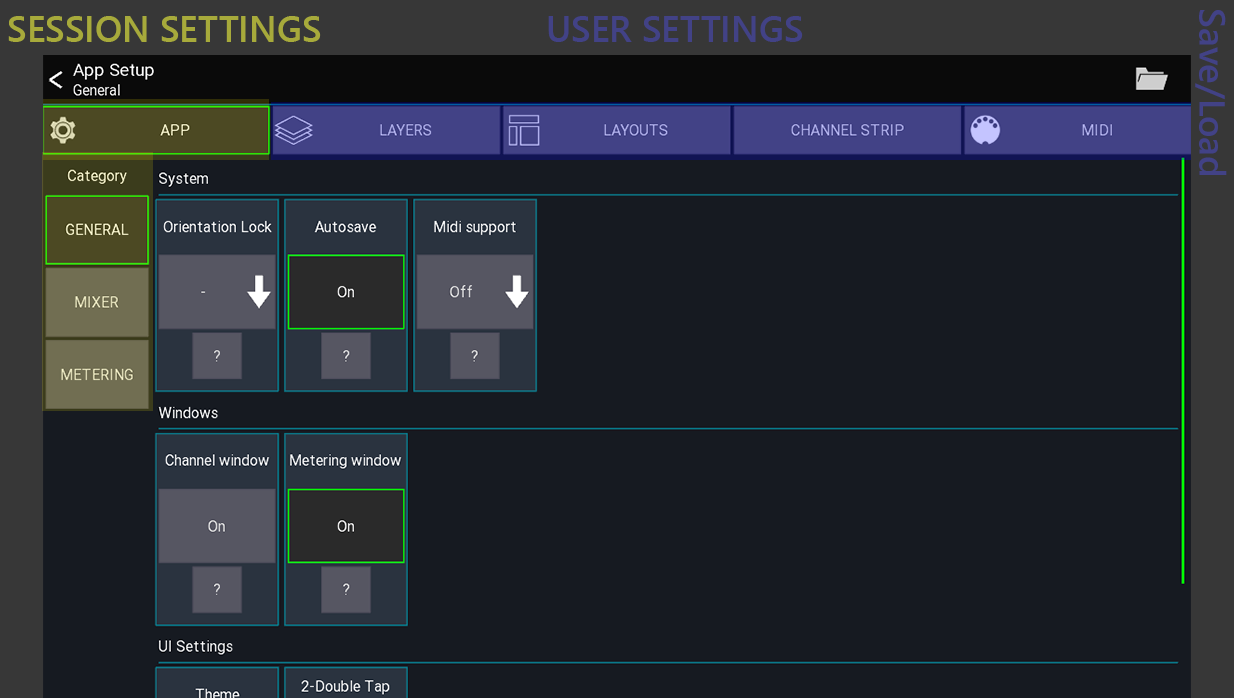 SESSION SETTINGS
USER SETTINGS
Save/Load
App Setup
General
APP
LAYERS
LAYOUTS
CHANNEL STRIP
MIDI
Category
GENERAL
MIXER
METERING
System
Orientation Lock
Autosave
Midi support
-
On
Off
?
?
?
Windows
Channel window
Metering window
On
On
?
?
UI Settings
Theme
2-Double Tap